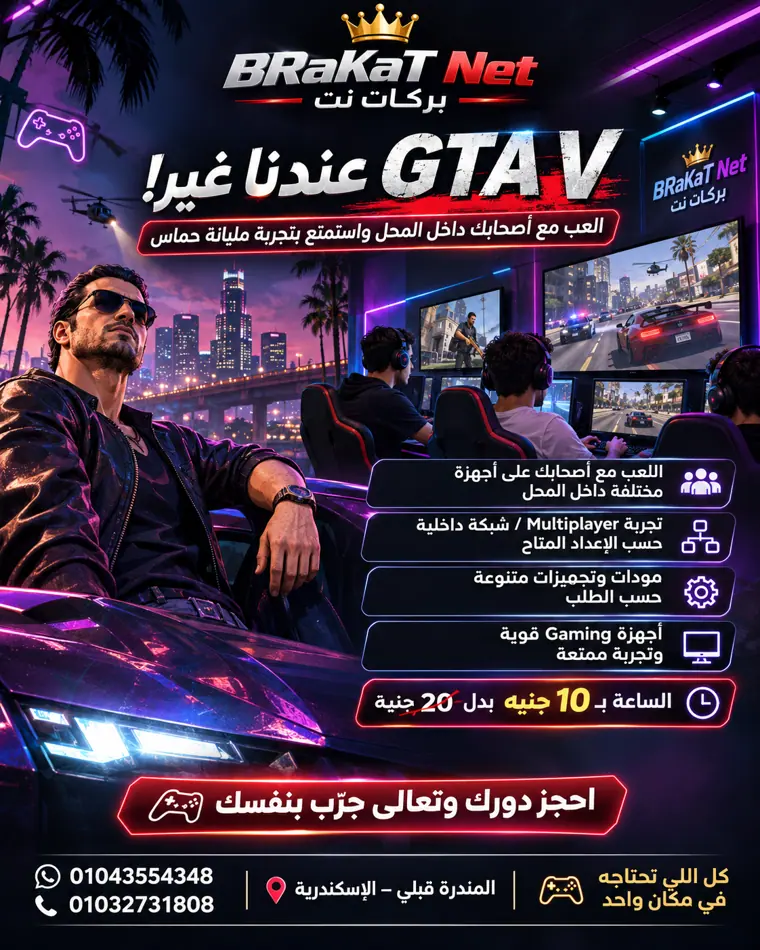 BRaKaT Net
بركات نت
GTA V عندنا غير!
العب مع أصحابك داخل المحل واستمتع بتجربة مليانة حماس
BRaKaT Net
بركات نت
اللعب مع أصحابك على أجهزة
مختلفة داخل المحل
تجربة Multiplayer / شبكة داخلية
حسب الإعداد المتاح
مودات وتجهيزات متنوعة
حسب الطلب
أجهزة Gaming قوية
وتجربة ممتعة
الساعة بـ 10 جنيه بدل 20 جنية
احجز دورك وتعالى جرّب بنفسك
كل اللي تحتاجه
في مكان واحد
المندرة قبلي – الإسكندرية
01043554348
01032731808